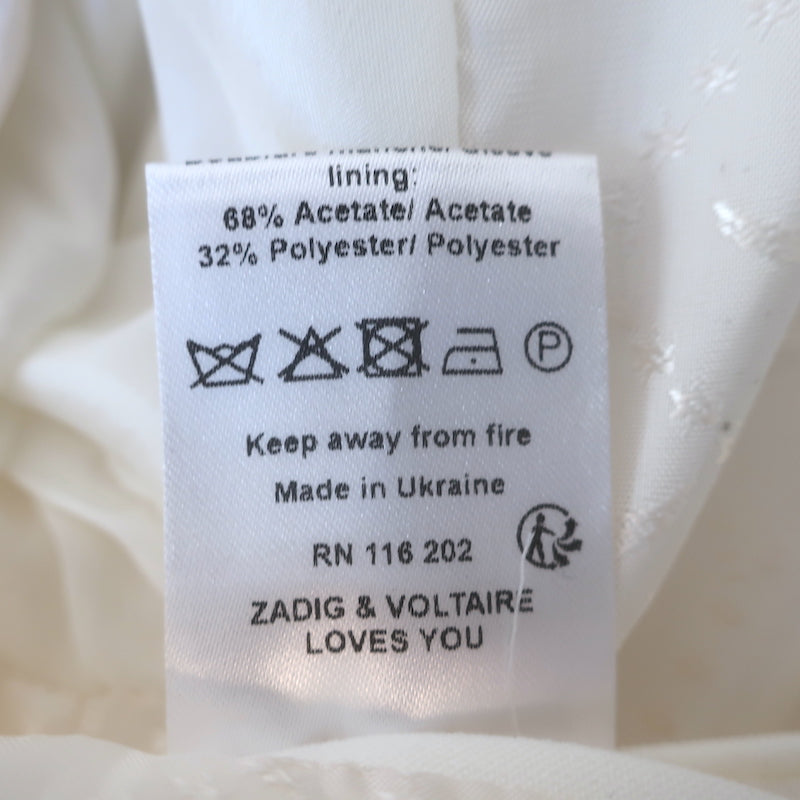 lining:
68% Acetate/ Acetate
32% Polyester/ Polyester
P
Keep away from fire
Made in Ukraine
RN 116 202
ZADIG & VOLTAIRE
LOVES YOU